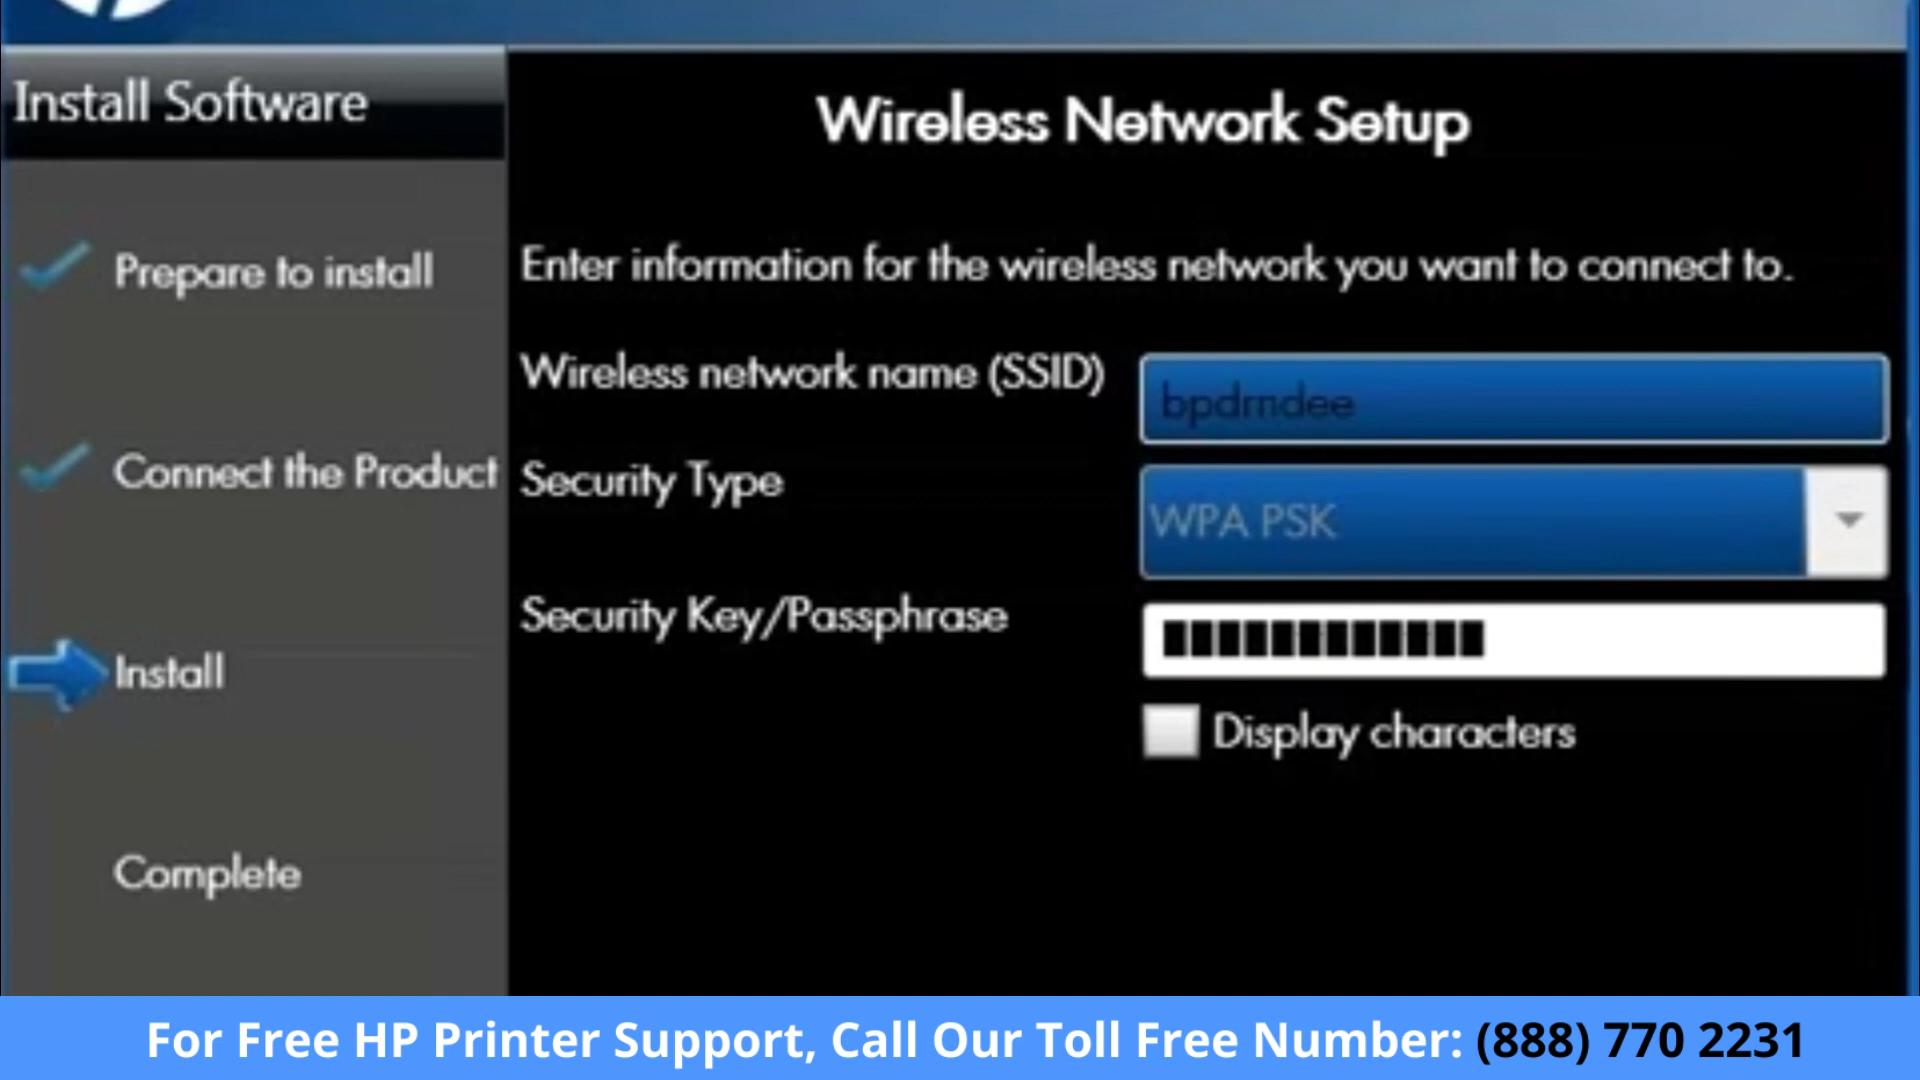 Install Software
Wireless Network Setup
Prepare to install
Enter information for the wireless network you want to connect to.
Wireless network name (SSID)
bpdrndee
Connect the Product
Security Type
WPA PSK
Security Key/Passphrase
Install
Display characters
Complete
For Free HP Printer Support, Call Our Toll Free Number: (888) 770 2231